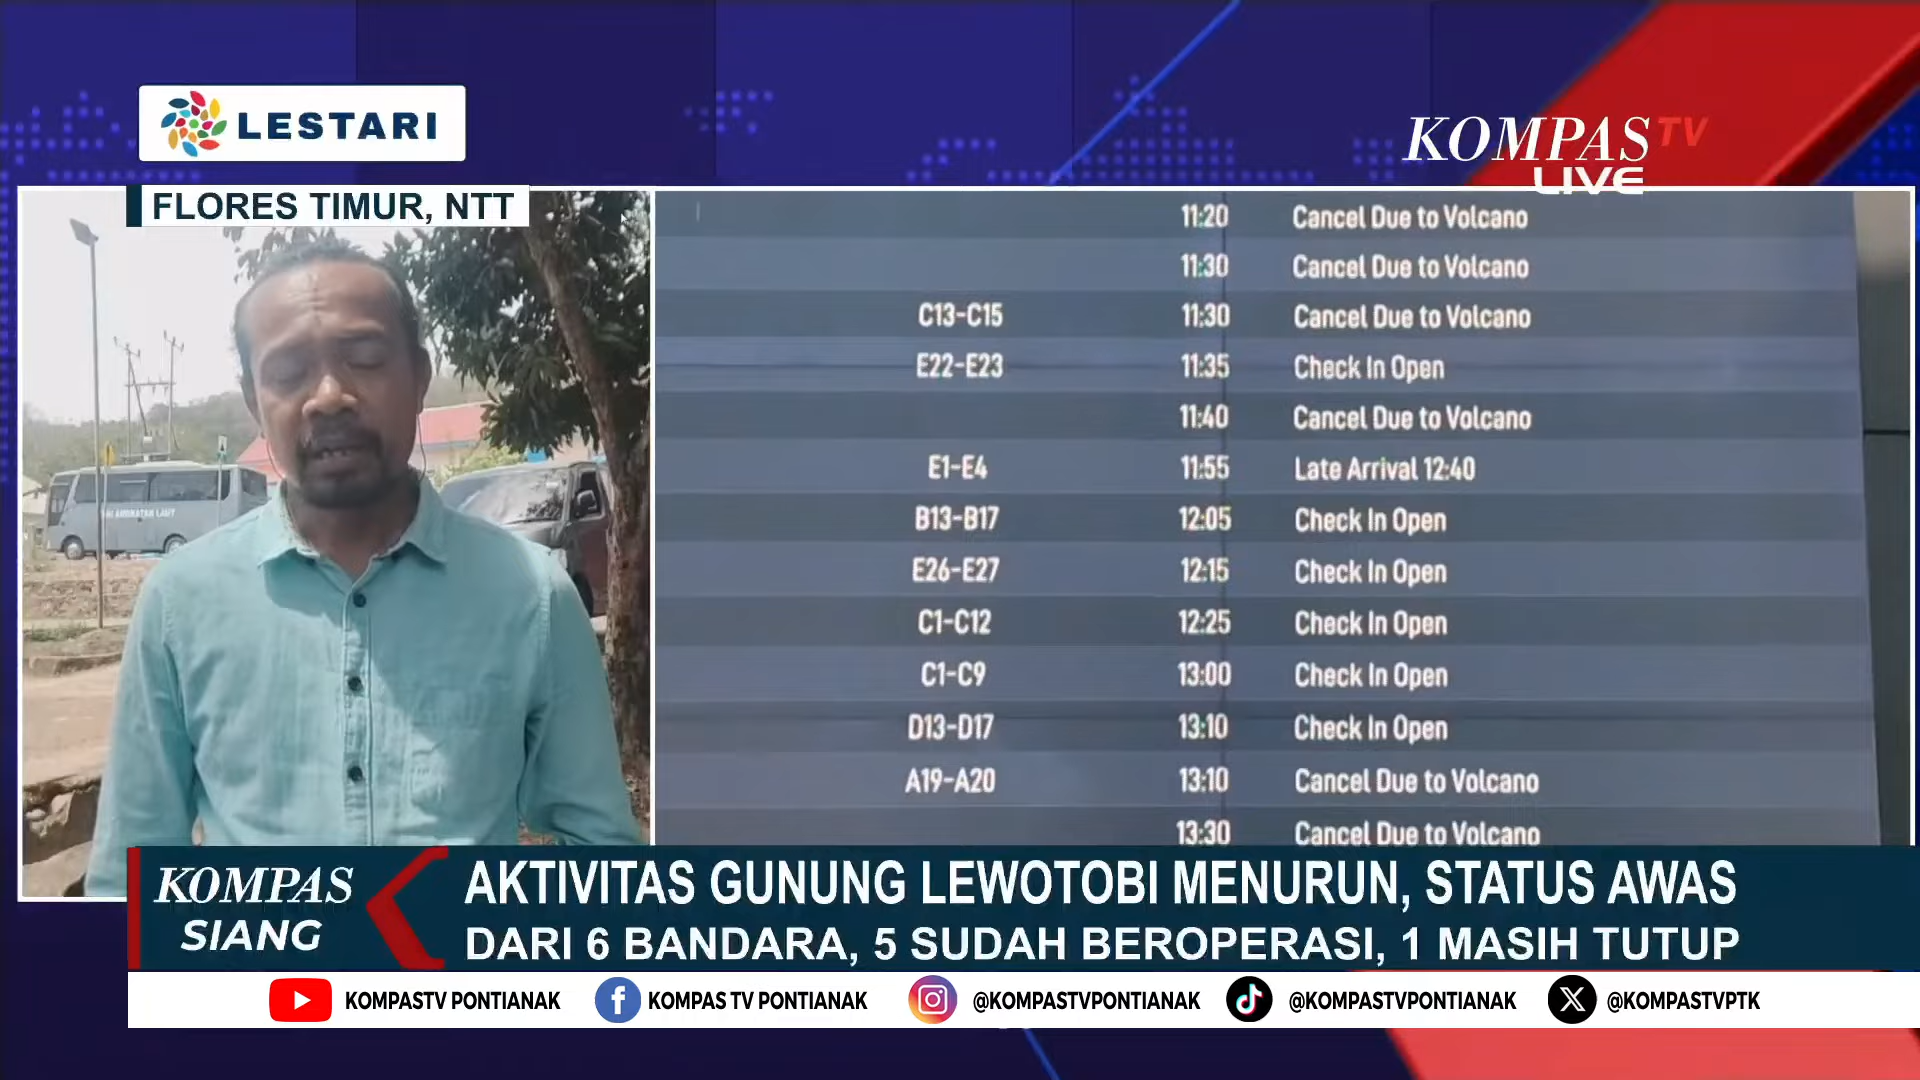 LESTARI
KOMPAS TV
LIVE
FLORES TIMUR, NTT
11:20 Cancel Due to Volcano
11:30 Cancel Due to Volcano
C13-C15 11:30 Cancel Due to Volcano
E22-E23 11:35 Check In Open
11:40 Cancel Due to Volcano
E1-E4 11:55 Late Arrival 12:40
B13-B17 12:05 Check In Open
E26-E27 12:15 Check In Open
C1-C12 12:25 Check In Open
C1-C9 13:00 Check In Open
D13-D17 13:10 Check In Open
A19-A20 13:10 Cancel Due to Volcano
13:30 Cancel Due to Volcano
KOMPAS
SIANG
AKTIVITAS GUNUNG LEWOTOBI MENURUN, STATUS AWAS
DARI 6 BANDARA, 5 SUDAH BEROPERASI, 1 MASIH TUTUP
KOMPASTV PONTIANAK KOMPAS TV PONTIANAK @KOMPASTVPONTIANAK @KOMPASTVPONTIANAK @KOMPASTVPTK